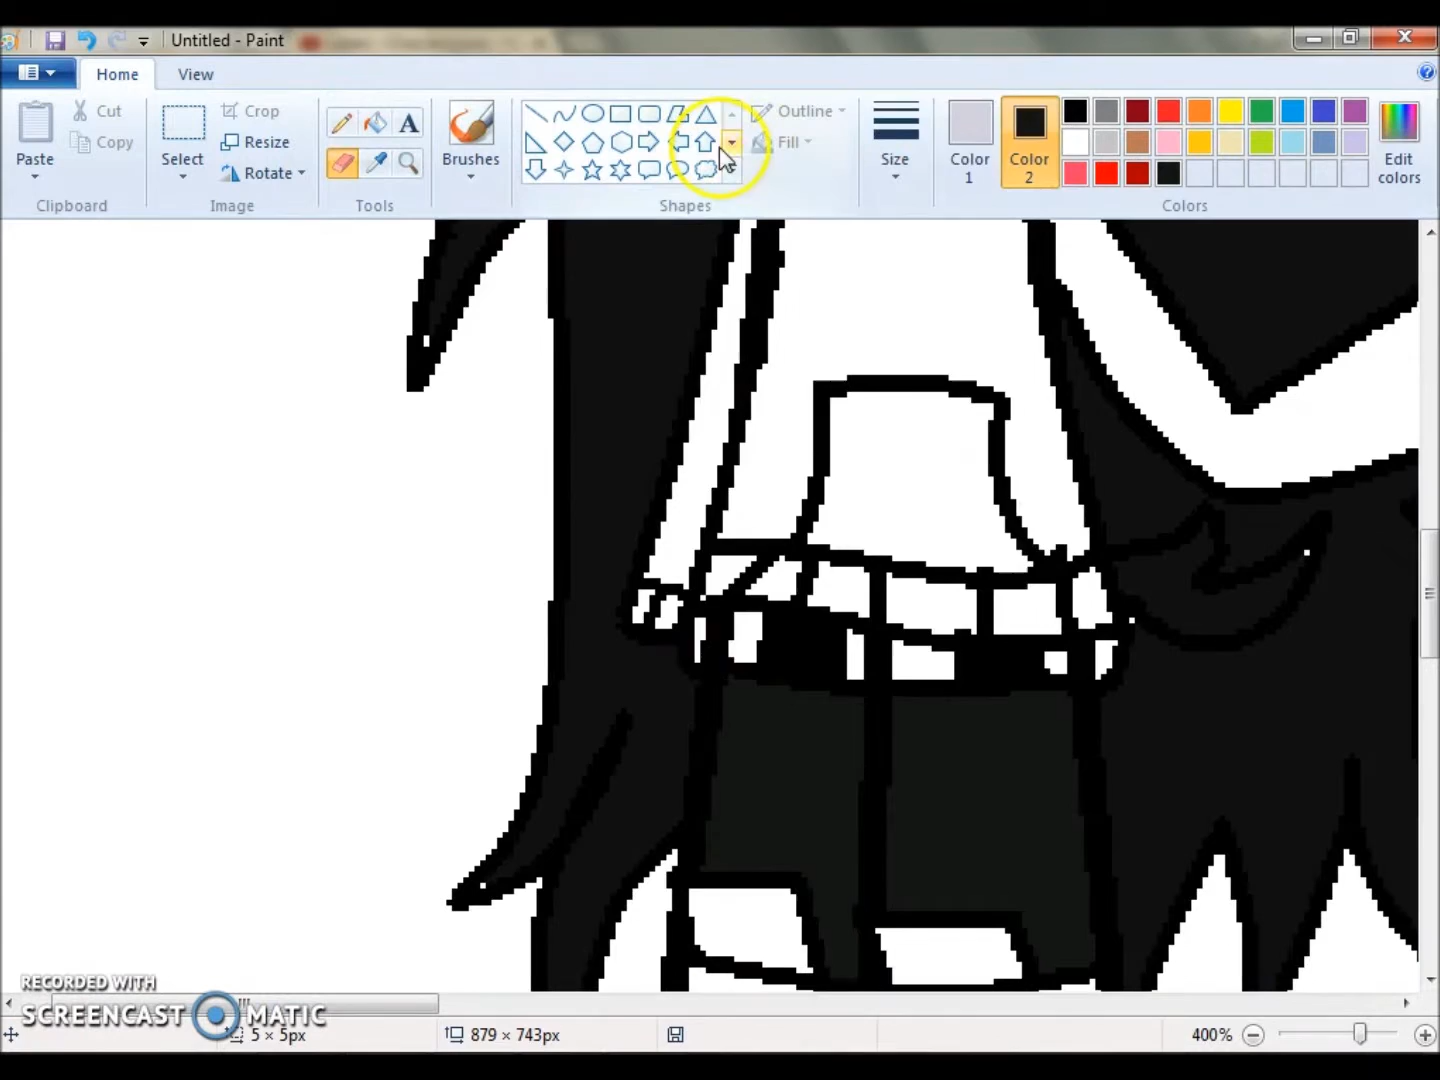 Untitled - Paint
Home
View
Paste
Cut
Copy
Clipboard
Select
Crop
Resize
Rotate
Image
A
Tools
Brushes
Shapes
Outline
Fill
Size
Color 1
Color 2
Edit colors
Colors
RECORDED WITH
SCREENCAST MATIC
5 × 5px
879 × 743px
400%